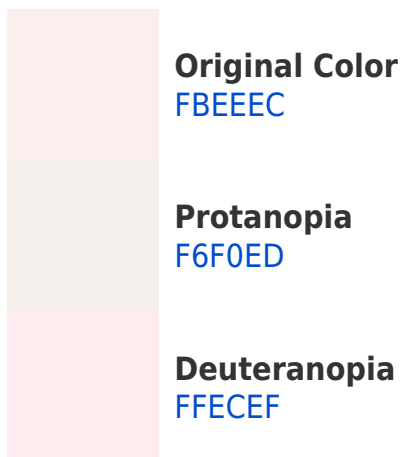 Original Color
FBEEEC
Protanopia
F6F0ED
Deuteranopia
FFECEF